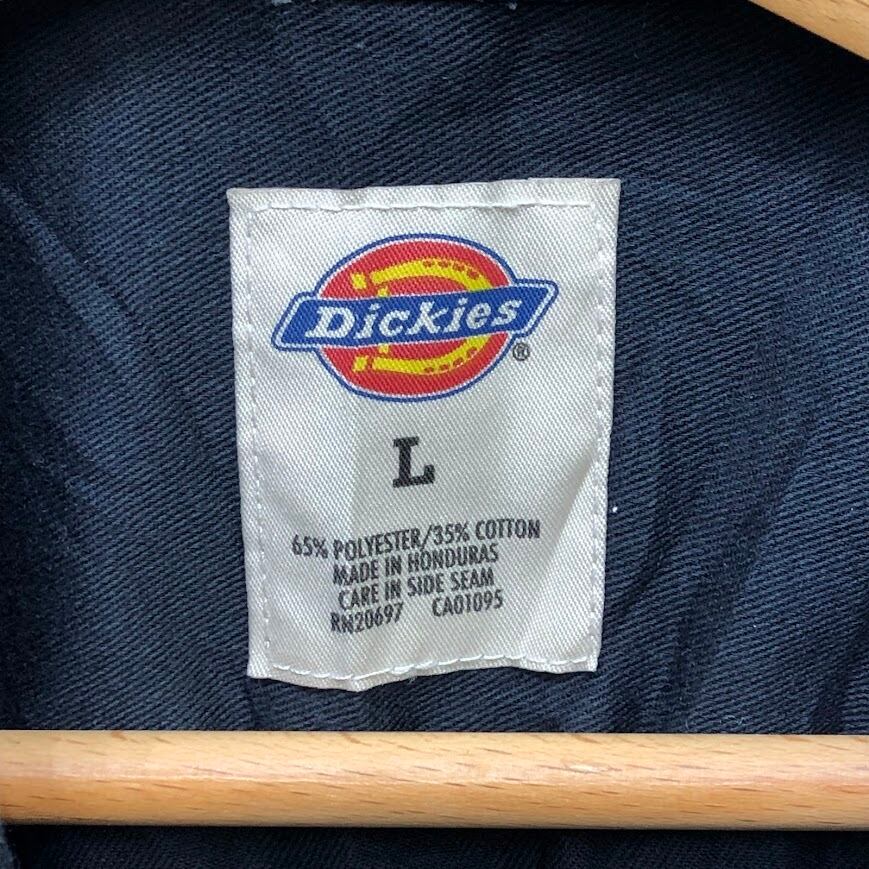 Dickies
®
L
65% POLYESTER/35% COTTON
MADE IN HONDURAS
CARE IN SIDE SEAM
RN20697 CA01095